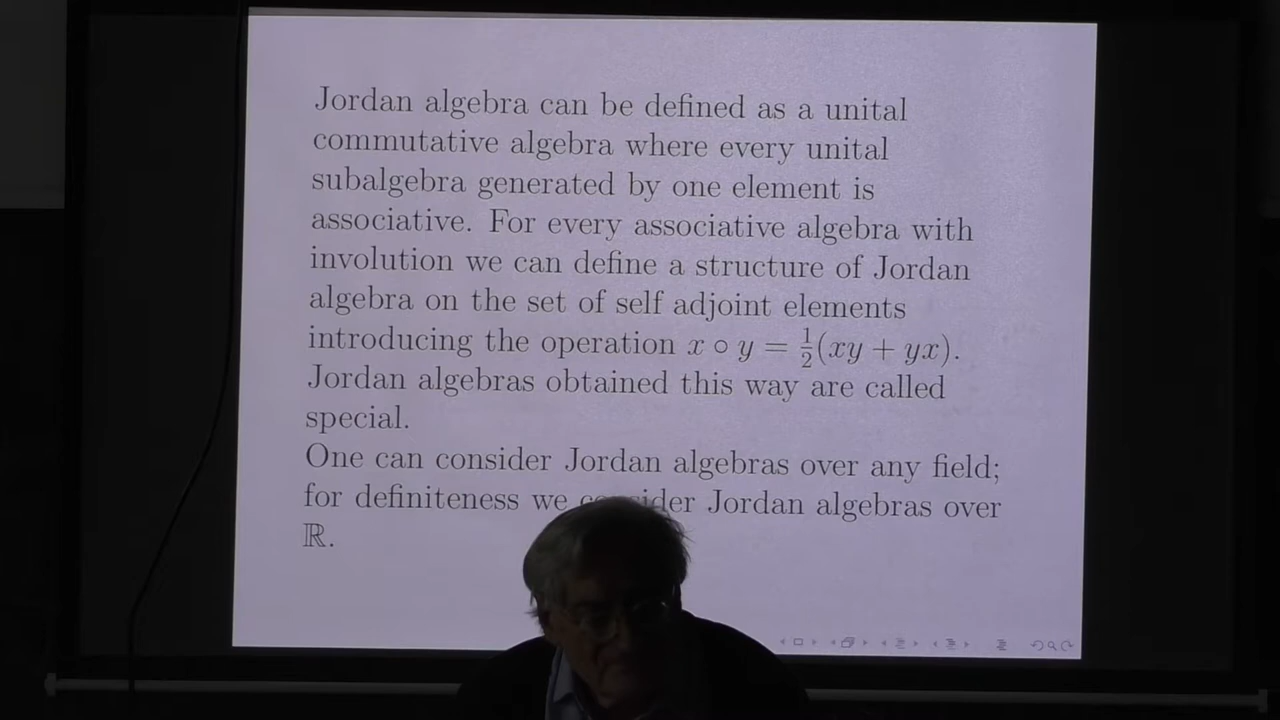 Jordan algebra can be defined as a unital
commutative algebra where every unital
subalgebra generated by one element is
associative. For every associative algebra with
involution we can define a structure of Jordan
algebra on the set of self adjoint elements
introducing the operation x ∘ y = ½(xy + yx).
Jordan algebras obtained this way are called
special.
One can consider Jordan algebras over any field;
for definiteness we consider Jordan algebras over
ℝ.